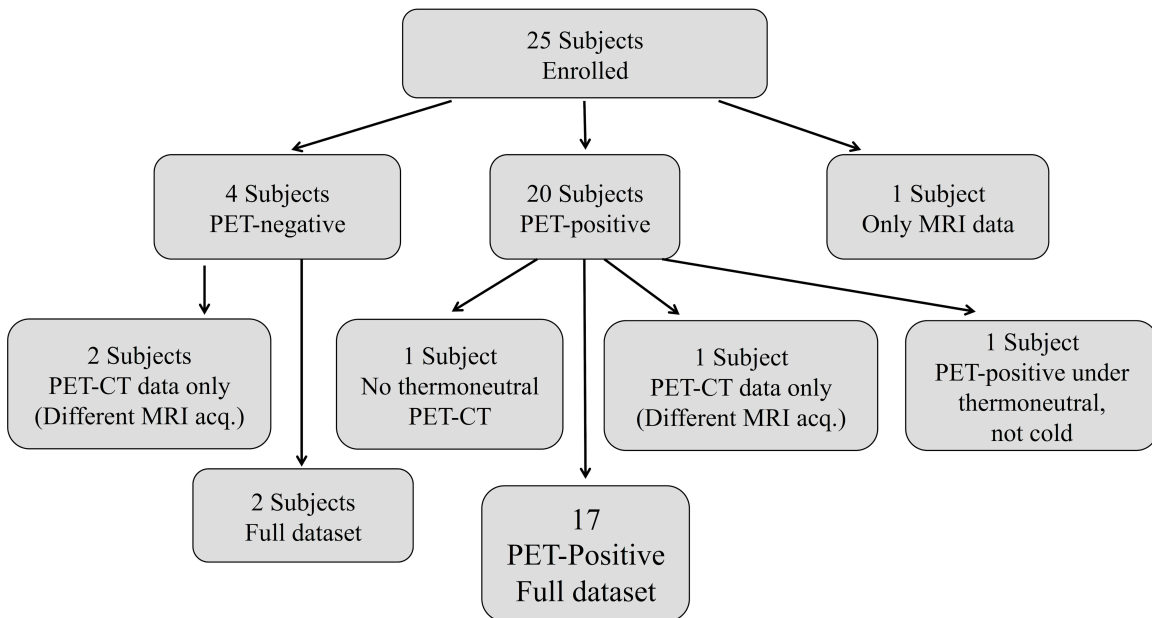 25 Subjects
Enrolled
4 Subjects
PET-negative
20 Subjects
PET-positive
1 Subject
Only MRI data
2 Subjects
PET-CT data only
(Different MRI acq.)
1 Subject
No thermoneutral
PET-CT
1 Subject
PET-CT data only
(Different MRI acq.)
1 Subject
PET-positive under
thermoneutral,
not cold
2 Subjects
Full dataset
17
PET-Positive
Full dataset